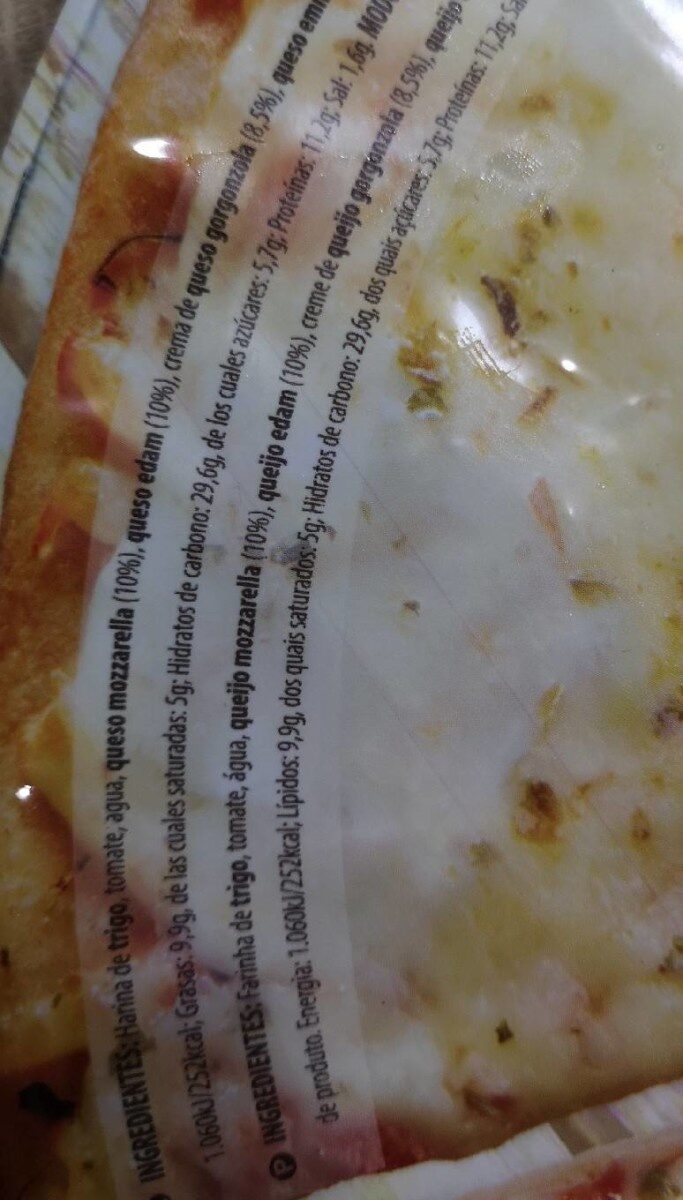 INGREDIENTES: Harina de trigo, tomate, agua, queso mozzarella (10%), queso edam (10%), crema de queso gorgonzola (8,5%), queso
1.060kJ/252kcal; Grasas: 9,9g, de las cuales saturadas: 5g; Hidratos de carbono: 29,6g, de los cuales azúcares: 5,7g; Proteínas: 11,2g; Sal: 1,6g.
P INGREDIENTES: Farinha de trigo, tomate, água, queijo mozzarella (10%), queijo edam (10%), creme de queijo gorgonzola (8,5%), queijo
de produto. Energia: 1.060kJ/252kcal; Lípidos: 9,9g, dos quais saturados: 5g; Hidratos de carbono: 29,6g, dos quais açúcares: 5,7g; Proteínas: 11,2g;